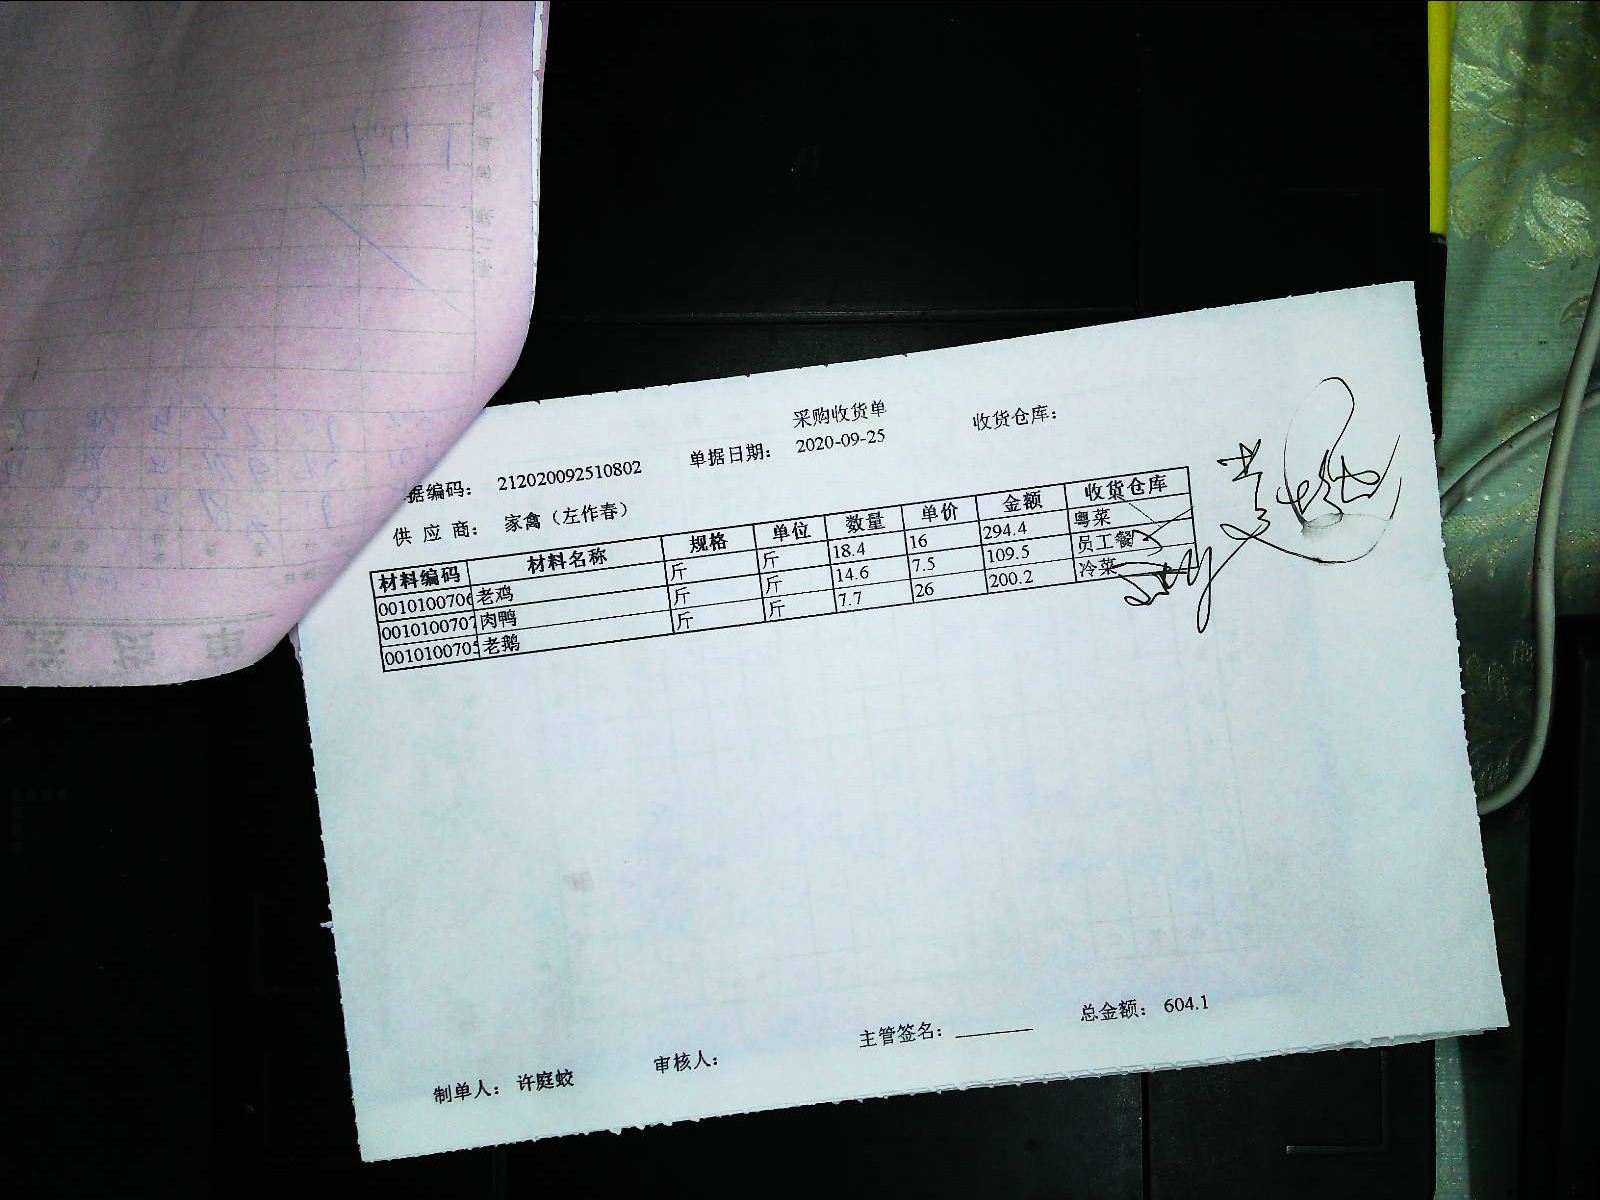 采购收货单
据编码： 212020092510802 单据日期： 2020-09-25 收货仓库：
供 应 商： 家禽（左作春）
材料编码 材料名称 规格 单位 数量 单价 金额 收货仓库
0010100706 老鸡 斤 斤 18.4 16 294.4 粤菜
0010100707 肉鸭 斤 斤 14.6 7.5 109.5 员工餐
0010100705 老鹅 斤 斤 7.7 26 200.2 冷菜
制单人： 许庭蛟 审核人： 主管签名： 总金额： 604.1
送货单